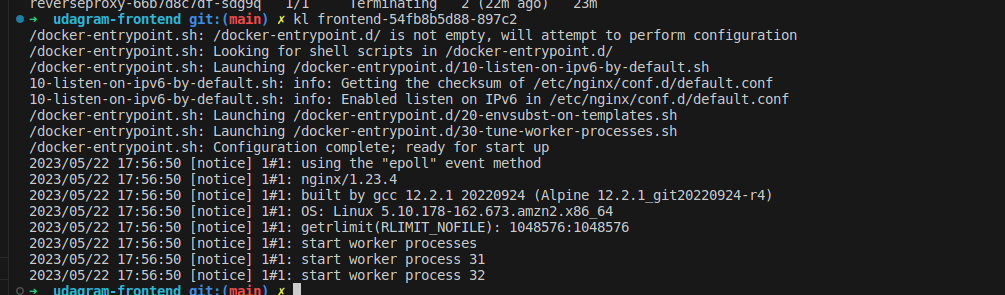 reverseproxy-66b7d8c7df-sdg9q   1/1     Terminating   2 (22m ago)   23m
➜  udagram-frontend git:(main) ✗ kl frontend-54fb8b5d88-897c2
/docker-entrypoint.sh: /docker-entrypoint.d/ is not empty, will attempt to perform configuration
/docker-entrypoint.sh: Looking for shell scripts in /docker-entrypoint.d/
/docker-entrypoint.sh: Launching /docker-entrypoint.d/10-listen-on-ipv6-by-default.sh
10-listen-on-ipv6-by-default.sh: info: Getting the checksum of /etc/nginx/conf.d/default.conf
10-listen-on-ipv6-by-default.sh: info: Enabled listen on IPv6 in /etc/nginx/conf.d/default.conf
/docker-entrypoint.sh: Launching /docker-entrypoint.d/20-envsubst-on-templates.sh
/docker-entrypoint.sh: Launching /docker-entrypoint.d/30-tune-worker-processes.sh
/docker-entrypoint.sh: Configuration complete; ready for start up
2023/05/22 17:56:50 [notice] 1#1: using the "epoll" event method
2023/05/22 17:56:50 [notice] 1#1: nginx/1.23.4
2023/05/22 17:56:50 [notice] 1#1: built by gcc 12.2.1 20220924 (Alpine 12.2.1_git20220924-r4)
2023/05/22 17:56:50 [notice] 1#1: OS: Linux 5.10.178-162.673.amzn2.x86_64
2023/05/22 17:56:50 [notice] 1#1: getrlimit(RLIMIT_NOFILE): 1048576:1048576
2023/05/22 17:56:50 [notice] 1#1: start worker processes
2023/05/22 17:56:50 [notice] 1#1: start worker process 31
2023/05/22 17:56:50 [notice] 1#1: start worker process 32
➜  udagram-frontend git:(main) ✗